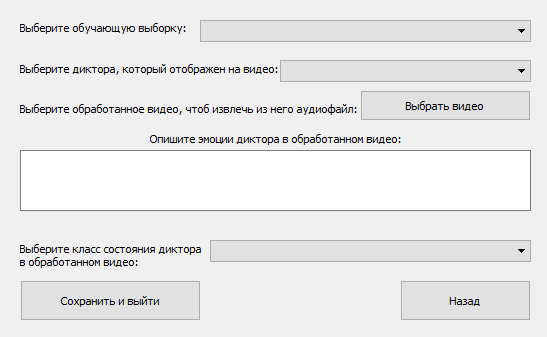 Выберите обучающую выборку:
Выберите диктора, который отображен на видео:
Выберите обработанное видео, чтоб извлечь из него аудиофайл:
Выбрать видео
Опишите эмоции диктора в обработанном видео:
Выберите класс состояния диктора
в обработанном видео:
Сохранить и выйти
Назад